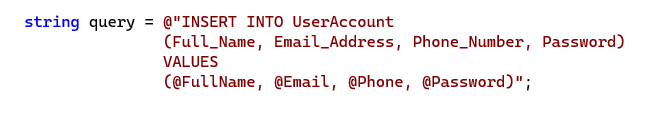 string query = @"INSERT INTO UserAccount
(Full_Name, Email_Address, Phone_Number, Password)
VALUES
(@FullName, @Email, @Phone, @Password)";